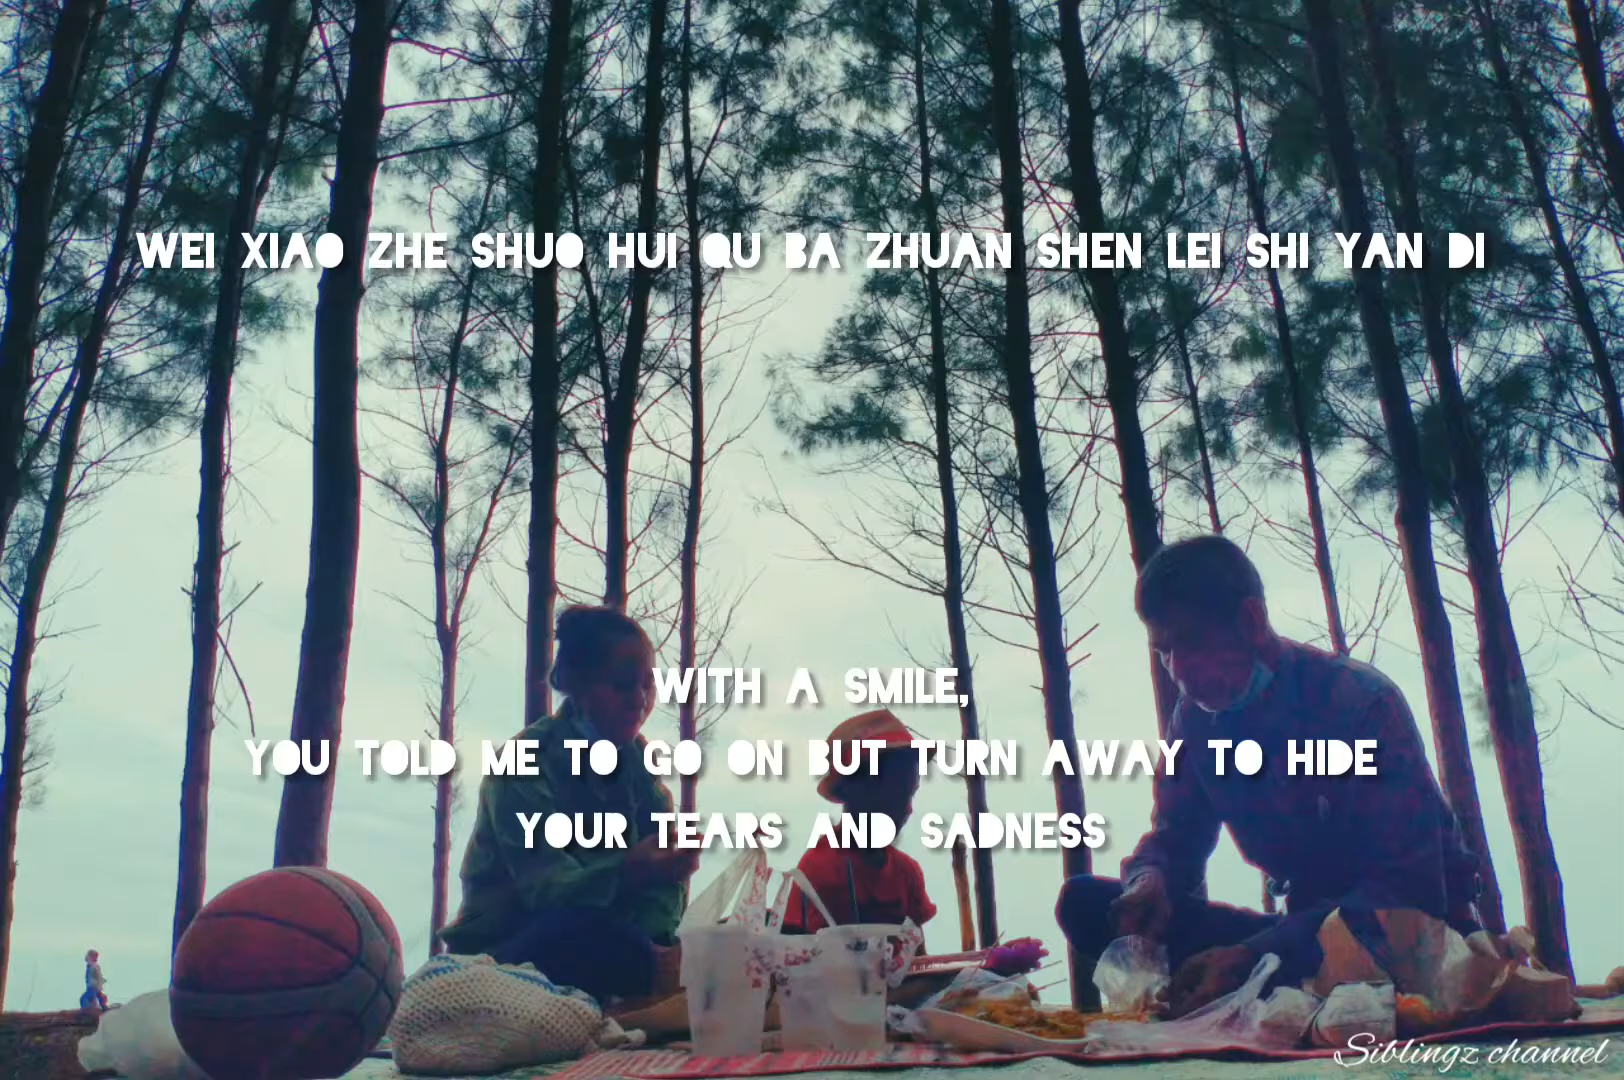 WEI XIAO ZHE SHUO HUI QU BA ZHUAN SHEN LEI SHI YAN DI
WITH A SMILE,
YOU TOLD ME TO GO ON BUT TURN AWAY TO HIDE
YOUR TEARS AND SADNESS
Siblingz channel